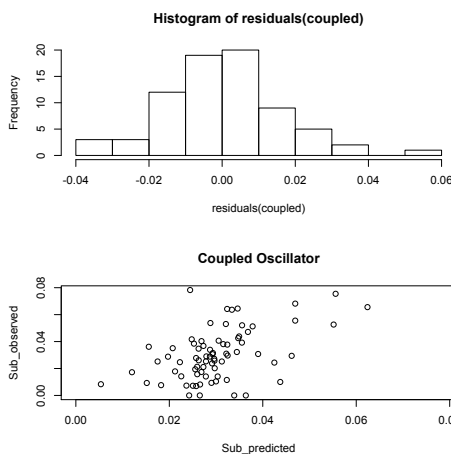 Histogram of residuals(coupled)
Frequency
20
10
5
0
-0.04 -0.02 0.00 0.02 0.04 0.06
residuals(coupled)
Coupled Oscillator
Sub_observed
0.08
0.04
0.00
0.00 0.02 0.04 0.06 0.08
Sub_predicted